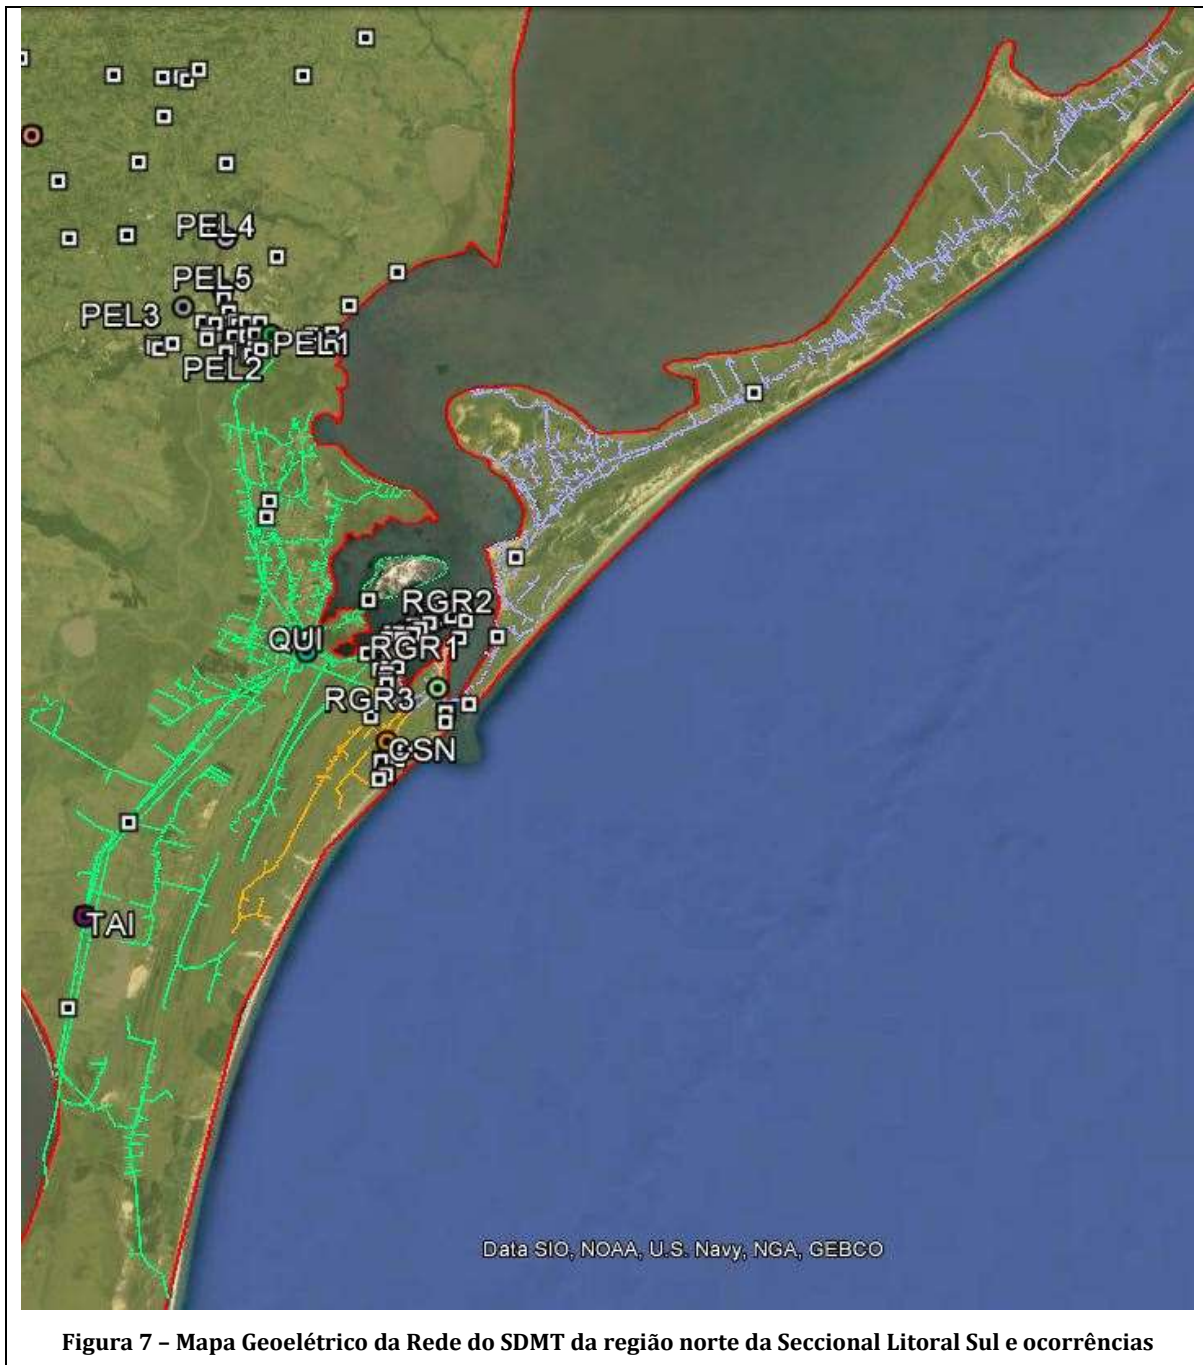 PEL4
PEL5
PEL3
PEL1
PEL2
RGR2
QUI
RGR1
RGR3
CSN
TAI
Data SIO, NOAA, U.S. Navy, NGA, GEBCO
Figura 7 – Mapa Geoelétrico da Rede do SDMT da região norte da Seccional Litoral Sul e ocorrências